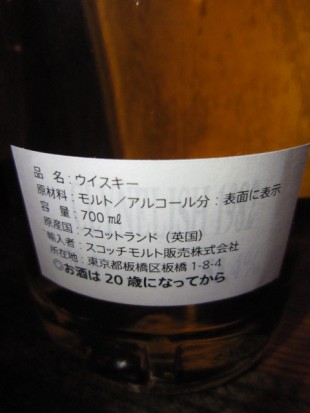 品 名：ウイスキー
原材料：モルト／アルコール分：表面に表示
容 量：700㎖
原産国：スコットランド（英国）
輸入者：スコッチモルト販売株式会社
所在地：東京都板橋区板橋 1-8-4
◎お酒は20歳になってから